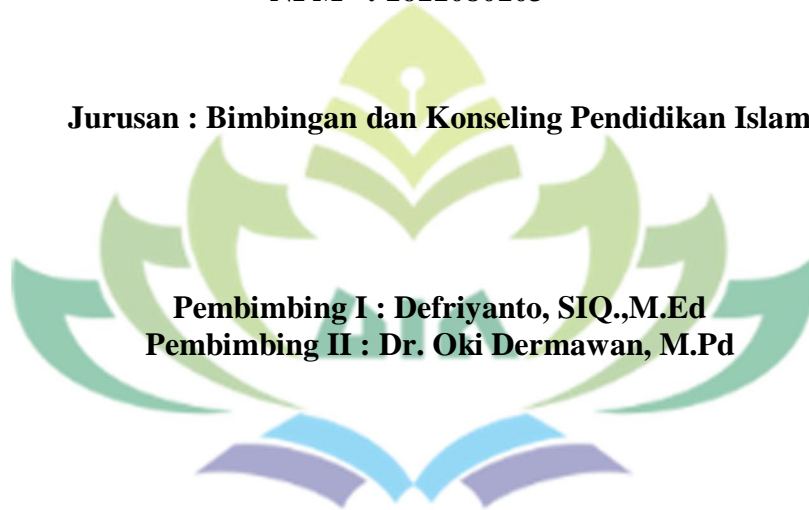 Jurusan : Bimbingan dan Konseling Pendidikan Islam
Pembimbing I : Defriyanto, SIQ.,M.Ed
Pembimbing II : Dr. Oki Dermawan, M.Pd